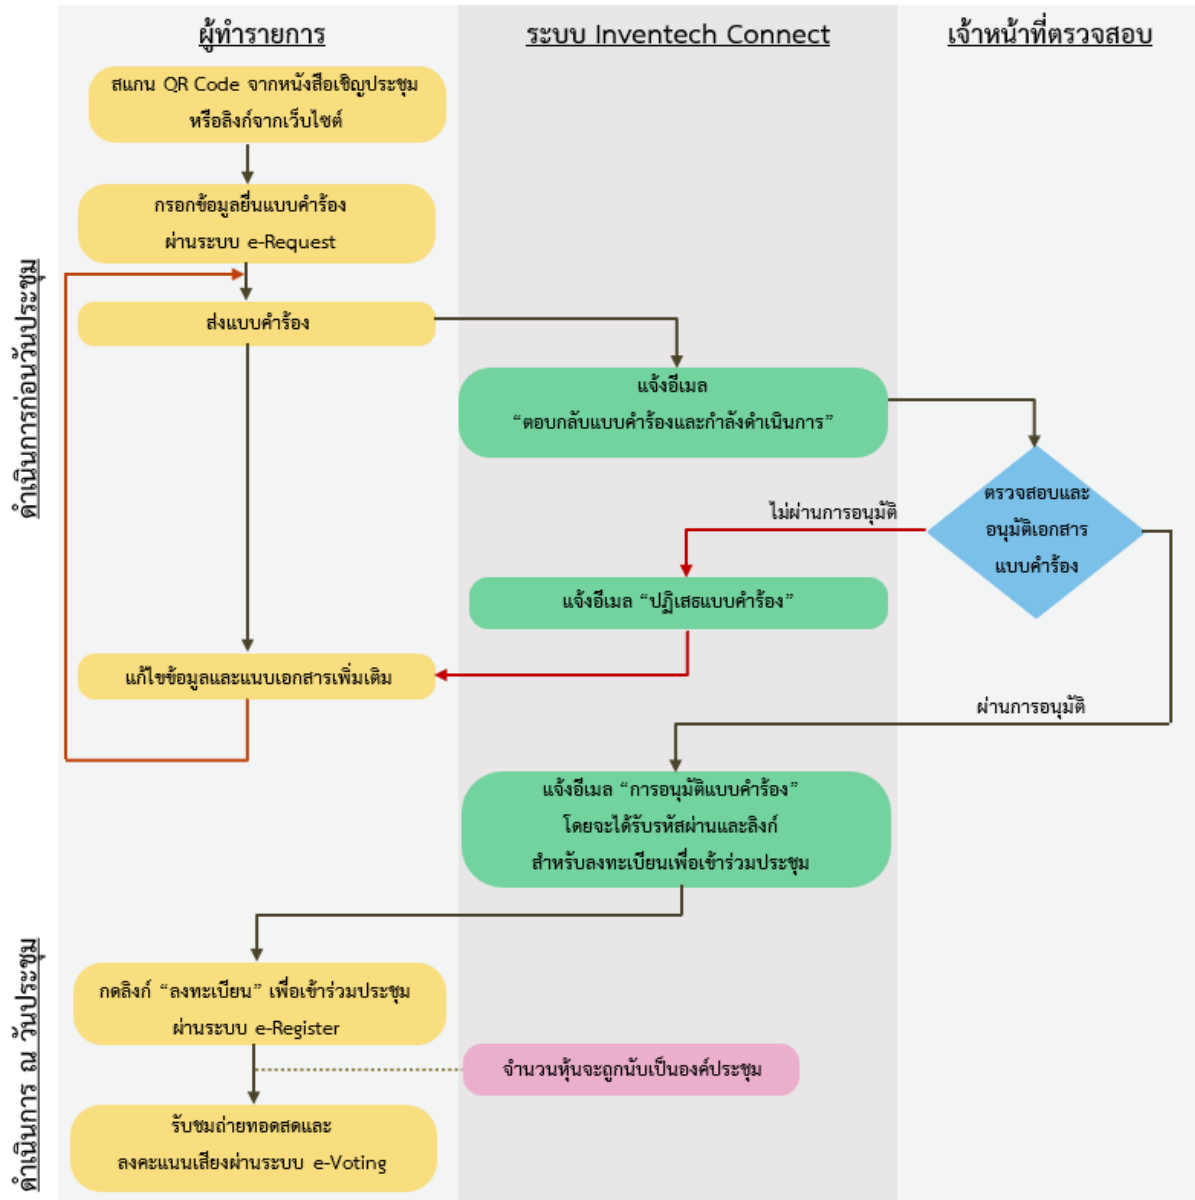 ผู้ทำรายการ
ระบบ Inventech Connect
เจ้าหน้าที่ตรวจสอบ
ดำเนินการก่อนวันประชุม
สแกน QR Code จากหนังสือเชิญประชุม
หรือลิงก์จากเว็บไซต์
กรอกข้อมูลยื่นแบบคำร้อง
ผ่านระบบ e-Request
ส่งแบบคำร้อง
แจ้งอีเมล
“ตอบกลับแบบคำร้องและกำลังดำเนินการ”
ตรวจสอบและ
อนุมัติเอกสาร
แบบคำร้อง
ไม่ผ่านการอนุมัติ
แจ้งอีเมล “ปฏิเสธแบบคำร้อง”
แก้ไขข้อมูลและแนบเอกสารเพิ่มเติม
ผ่านการอนุมัติ
แจ้งอีเมล “การอนุมัติแบบคำร้อง”
โดยจะได้รับรหัสผ่านและลิงก์
สำหรับลงทะเบียนเพื่อเข้าร่วมประชุม
ดำเนินการ ณ วันประชุม
กดลิงก์ “ลงทะเบียน” เพื่อเข้าร่วมประชุม
ผ่านระบบ e-Register
จำนวนหุ้นจะถูกนับเป็นองค์ประชุม
รับชมถ่ายทอดสดและ
ลงคะแนนเสียงผ่านระบบ e-Voting